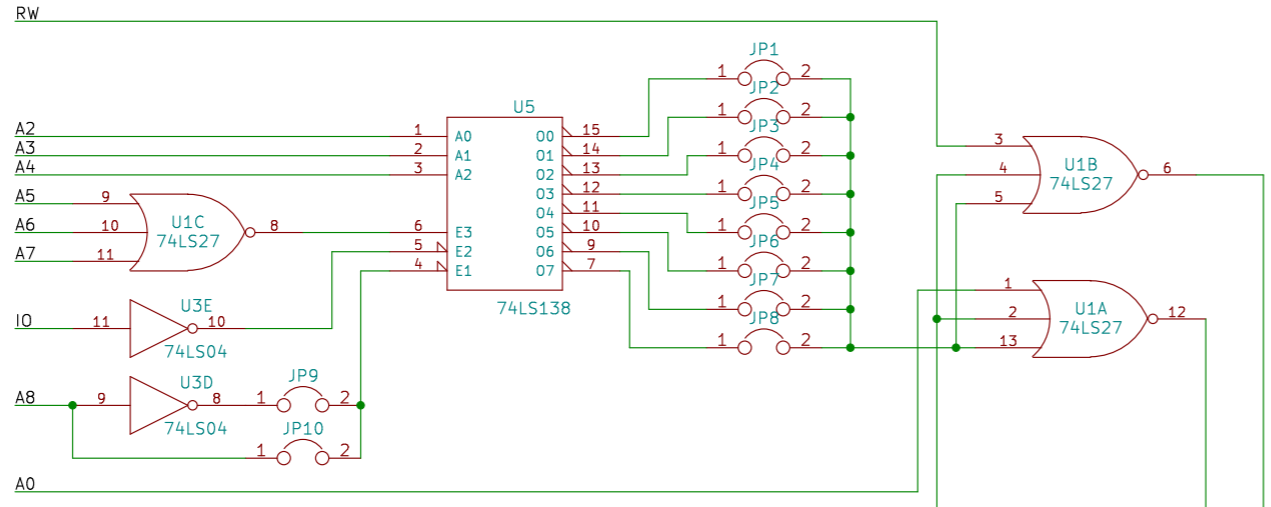 RW
JP1
1 2
JP2
1 2
JP3
1 2
JP4
1 2
JP5
1 2
JP6
1 2
JP7
1 2
JP8
1 2
U5
A2 1 A0 O0 15
A3 2 A1 O1 14
A4 3 A2 O2 13
O3 12
O4 11
6 E3 O5 10
5 E2 O6 9
4 E1 O7 7
74LS138
A5 9
A6 10 U1C 8
A7 11 74LS27
U3E
IO 11 10
74LS04
U3D
A8 9 8
74LS04
JP9
1 2
JP10
1 2
A0
3
4 U1B 6
5 74LS27
1
2 U1A 12
13 74LS27